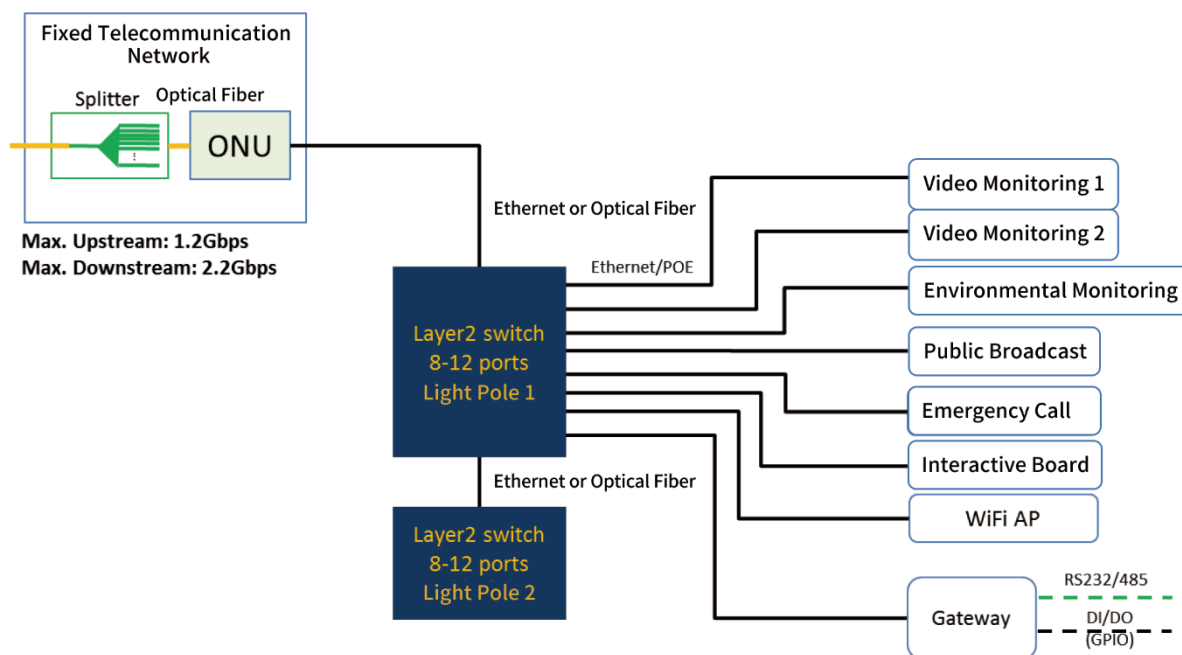 Fixed Telecommunication
Network
Splitter
Optical Fiber
ONU
Max. Upstream: 1.2Gbps
Max. Downstream: 2.2Gbps
Ethernet or Optical Fiber
Ethernet/POE
Layer2 switch
8-12 ports
Light Pole 1
Ethernet or Optical Fiber
Layer2 switch
8-12 ports
Light Pole 2
Video Monitoring 1
Video Monitoring 2
Environmental Monitoring
Public Broadcast
Emergency Call
Interactive Board
WiFi AP
Gateway
RS232/485
DI/DO
(GPIO)